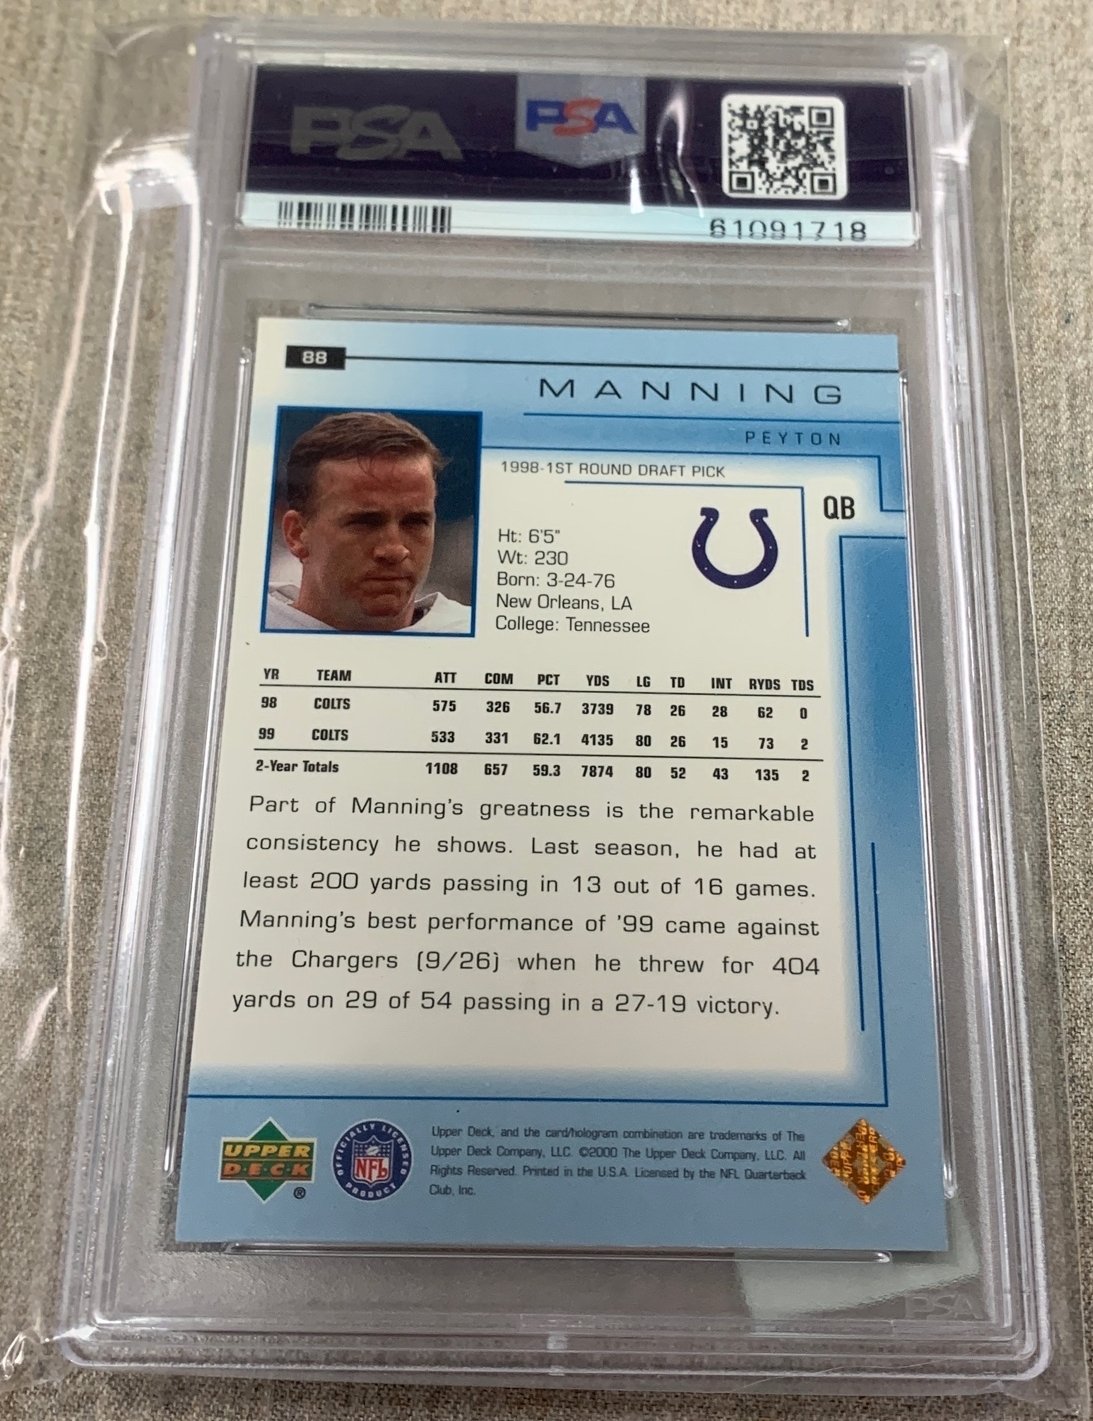 PSA PSA
61091718
88
MANNING
PEYTON
1998-1ST ROUND DRAFT PICK
QB
Ht: 6'5"
Wt: 230
Born: 3-24-76
New Orleans, LA
College: Tennessee
YR TEAM ATT COM PCT YDS LG TD INT RYDS TDS
98 COLTS 575 326 56.7 3739 78 26 28 62 0
99 COLTS 533 331 62.1 4135 80 26 15 73 2
2-Year Totals 1108 657 59.3 7874 80 52 43 135 2
Part of Manning's greatness is the remarkable
consistency he shows. Last season, he had at
least 200 yards passing in 13 out of 16 games.
Manning's best performance of '99 came against
the Chargers (9/26) when he threw for 404
yards on 29 of 54 passing in a 27-19 victory.
UPPER
D·E·C·K
®
OFFICIALLY LICENSED
NFL
PRODUCT
Upper Deck, and the card/hologram combination are trademarks of The
Upper Deck Company, LLC. ©2000 The Upper Deck Company, LLC. All
Rights Reserved. Printed in the U.S.A. Licensed by the NFL Quarterback
Club, Inc.
PSA